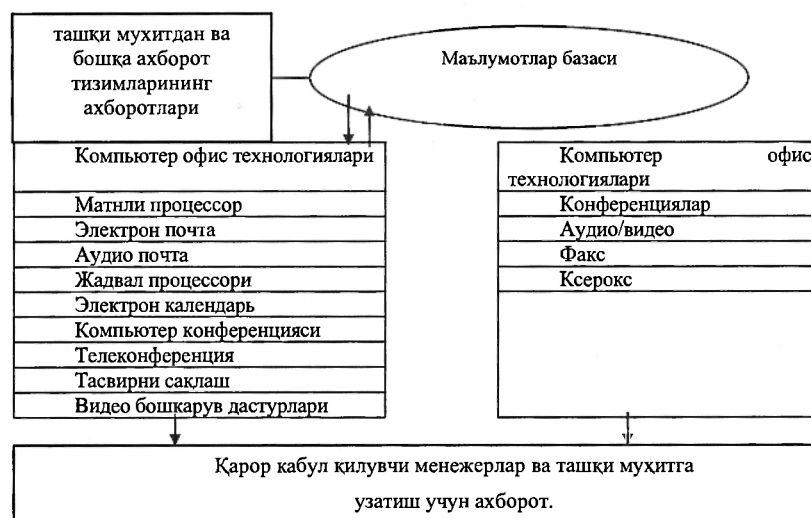 ташқи мухитдан ва
бошқа ахборот
тизимларининг
ахборотлари
Маълумотлар базаси
Компьютер офис технологиялари
Матнли процессор
Электрон почта
Аудио почта
Жадвал процессори
Электрон календарь
Компьютер конференцияси
Телеконференция
Тасвирни сақлаш
Видео бошкарув дастурлари
Компьютер офис
технологиялари
Конференциялар
Аудио/видео
Факс
Ксерокс
Қарор кабул қилувчи менежерлар ва ташқи муҳитга
узатиш учун ахборот.